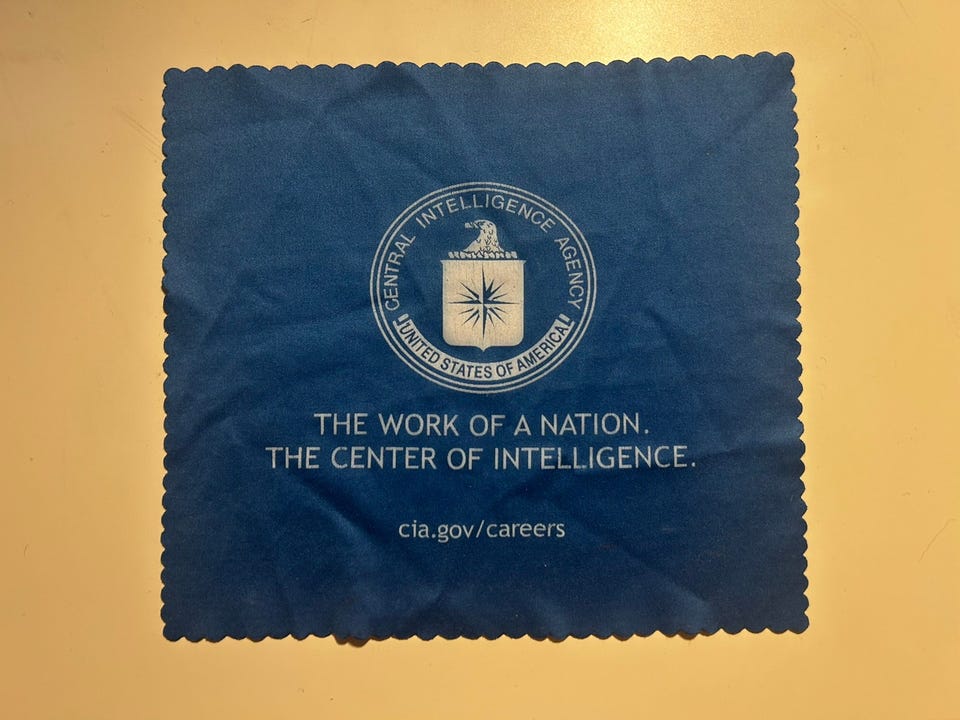 CENTRAL INTELLIGENCE AGENCY
UNITED STATES OF AMERICA
THE WORK OF A NATION.
THE CENTER OF INTELLIGENCE.
cia.gov/careers